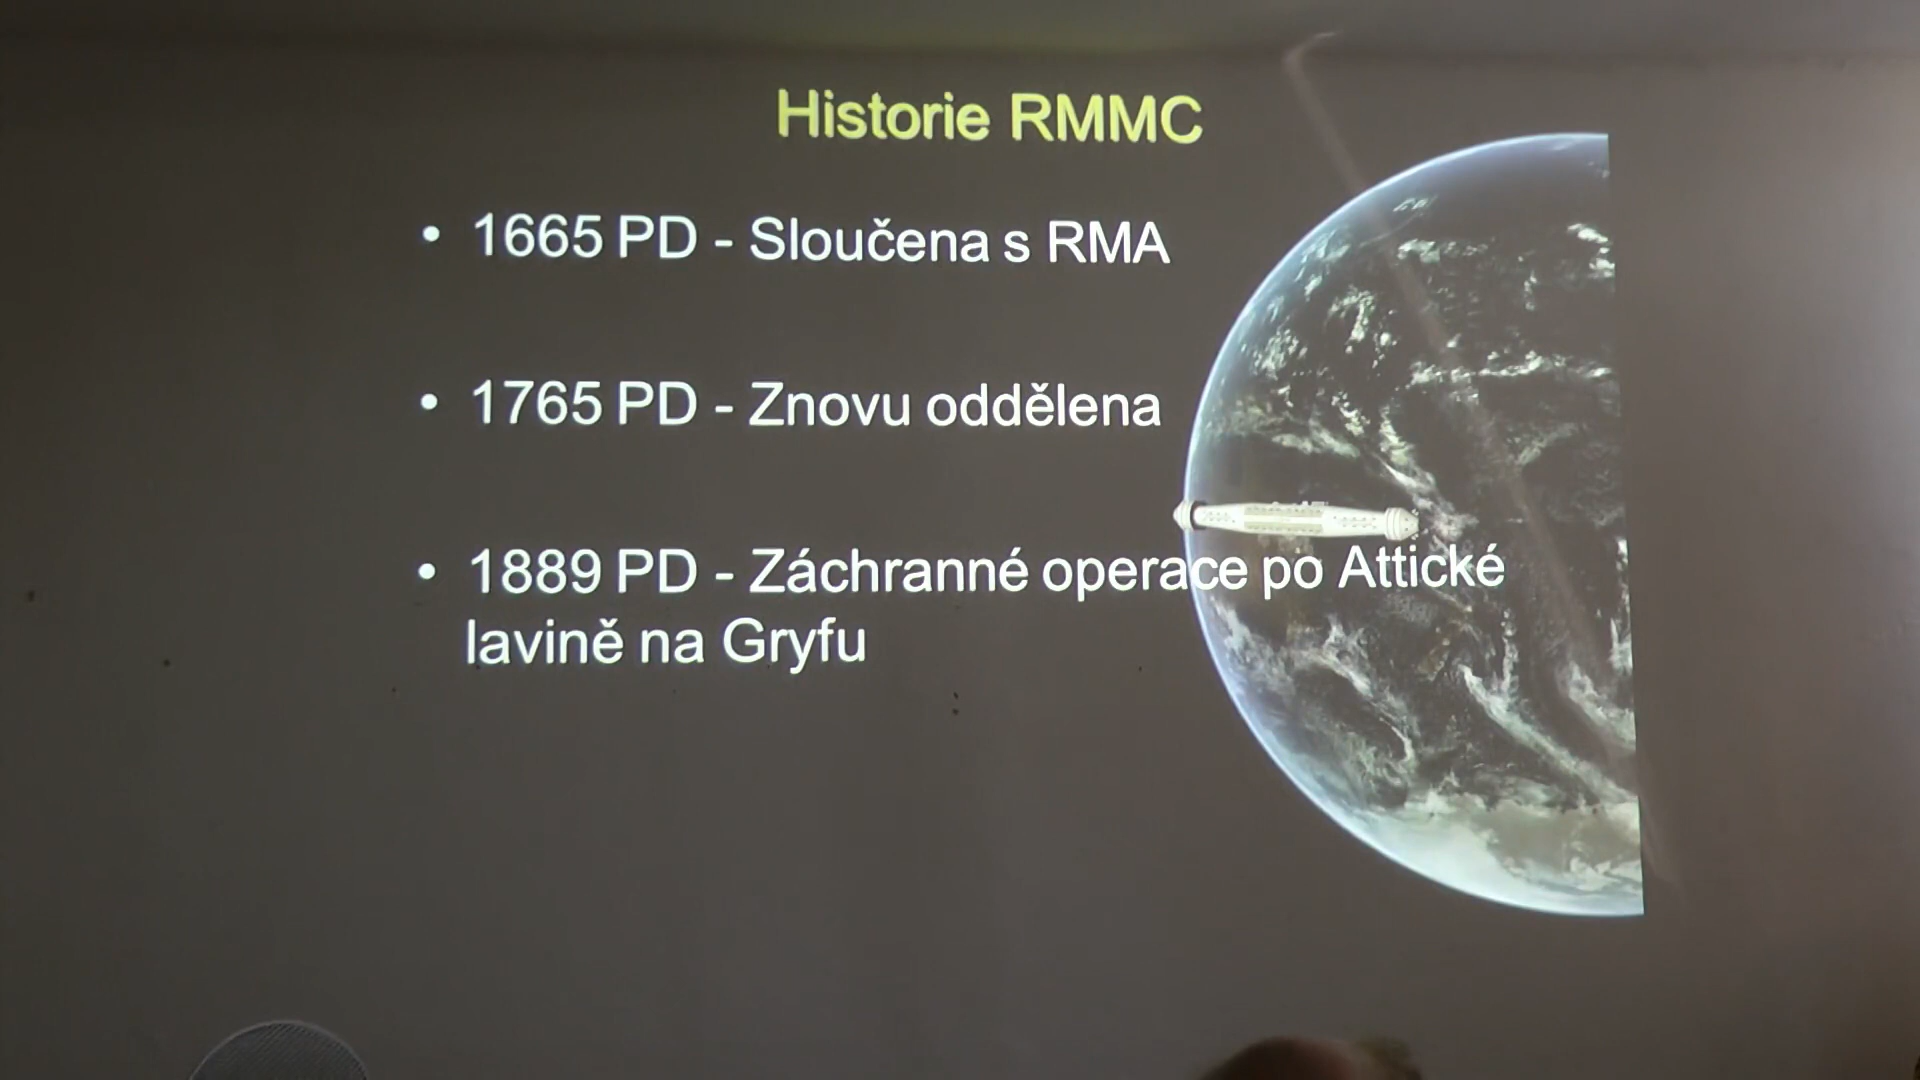 Historie RMMC
• 1665 PD - Sloučena s RMA
• 1765 PD - Znovu oddělena
• 1889 PD - Záchranné operace po Attické
lavině na Gryfu